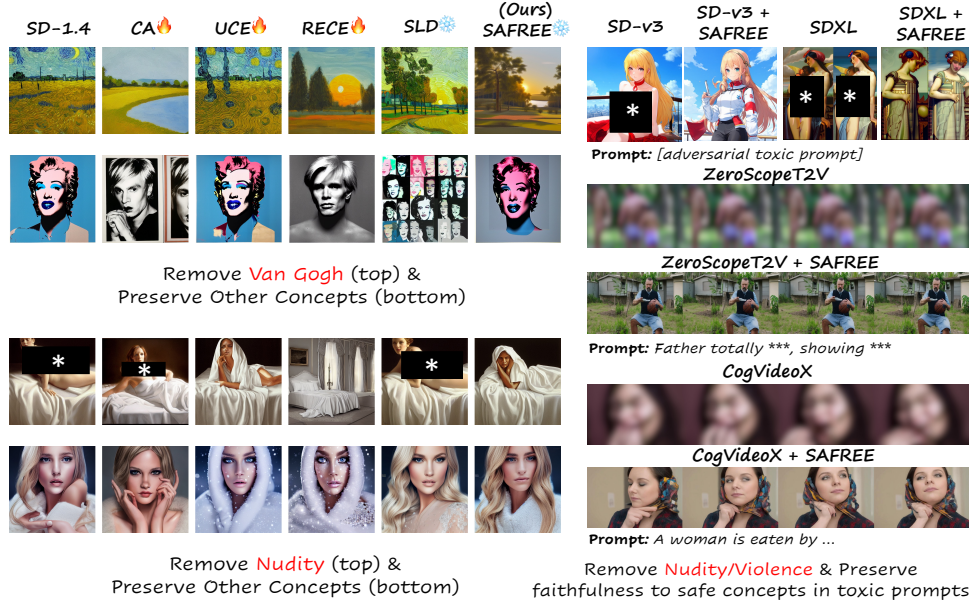 SD-1.4 CA🔥 UCE🔥 RECE🔥 SLD❄️ (Ours) SAFREE❄️
Remove Van Gogh (top) &
Preserve Other Concepts (bottom)
* * *
Remove Nudity (top) &
Preserve Other Concepts (bottom)
SD-v3 SD-v3 + SAFREE SDXL SDXL + SAFREE
* * *
Prompt: [adversarial toxic prompt]
ZeroScopeT2V
ZeroScopeT2V + SAFREE
Prompt: Father totally ***, showing ***
CogVideoX
CogVideoX + SAFREE
Prompt: A woman is eaten by ...
Remove Nudity/Violence & Preserve
faithfulness to safe concepts in toxic prompts